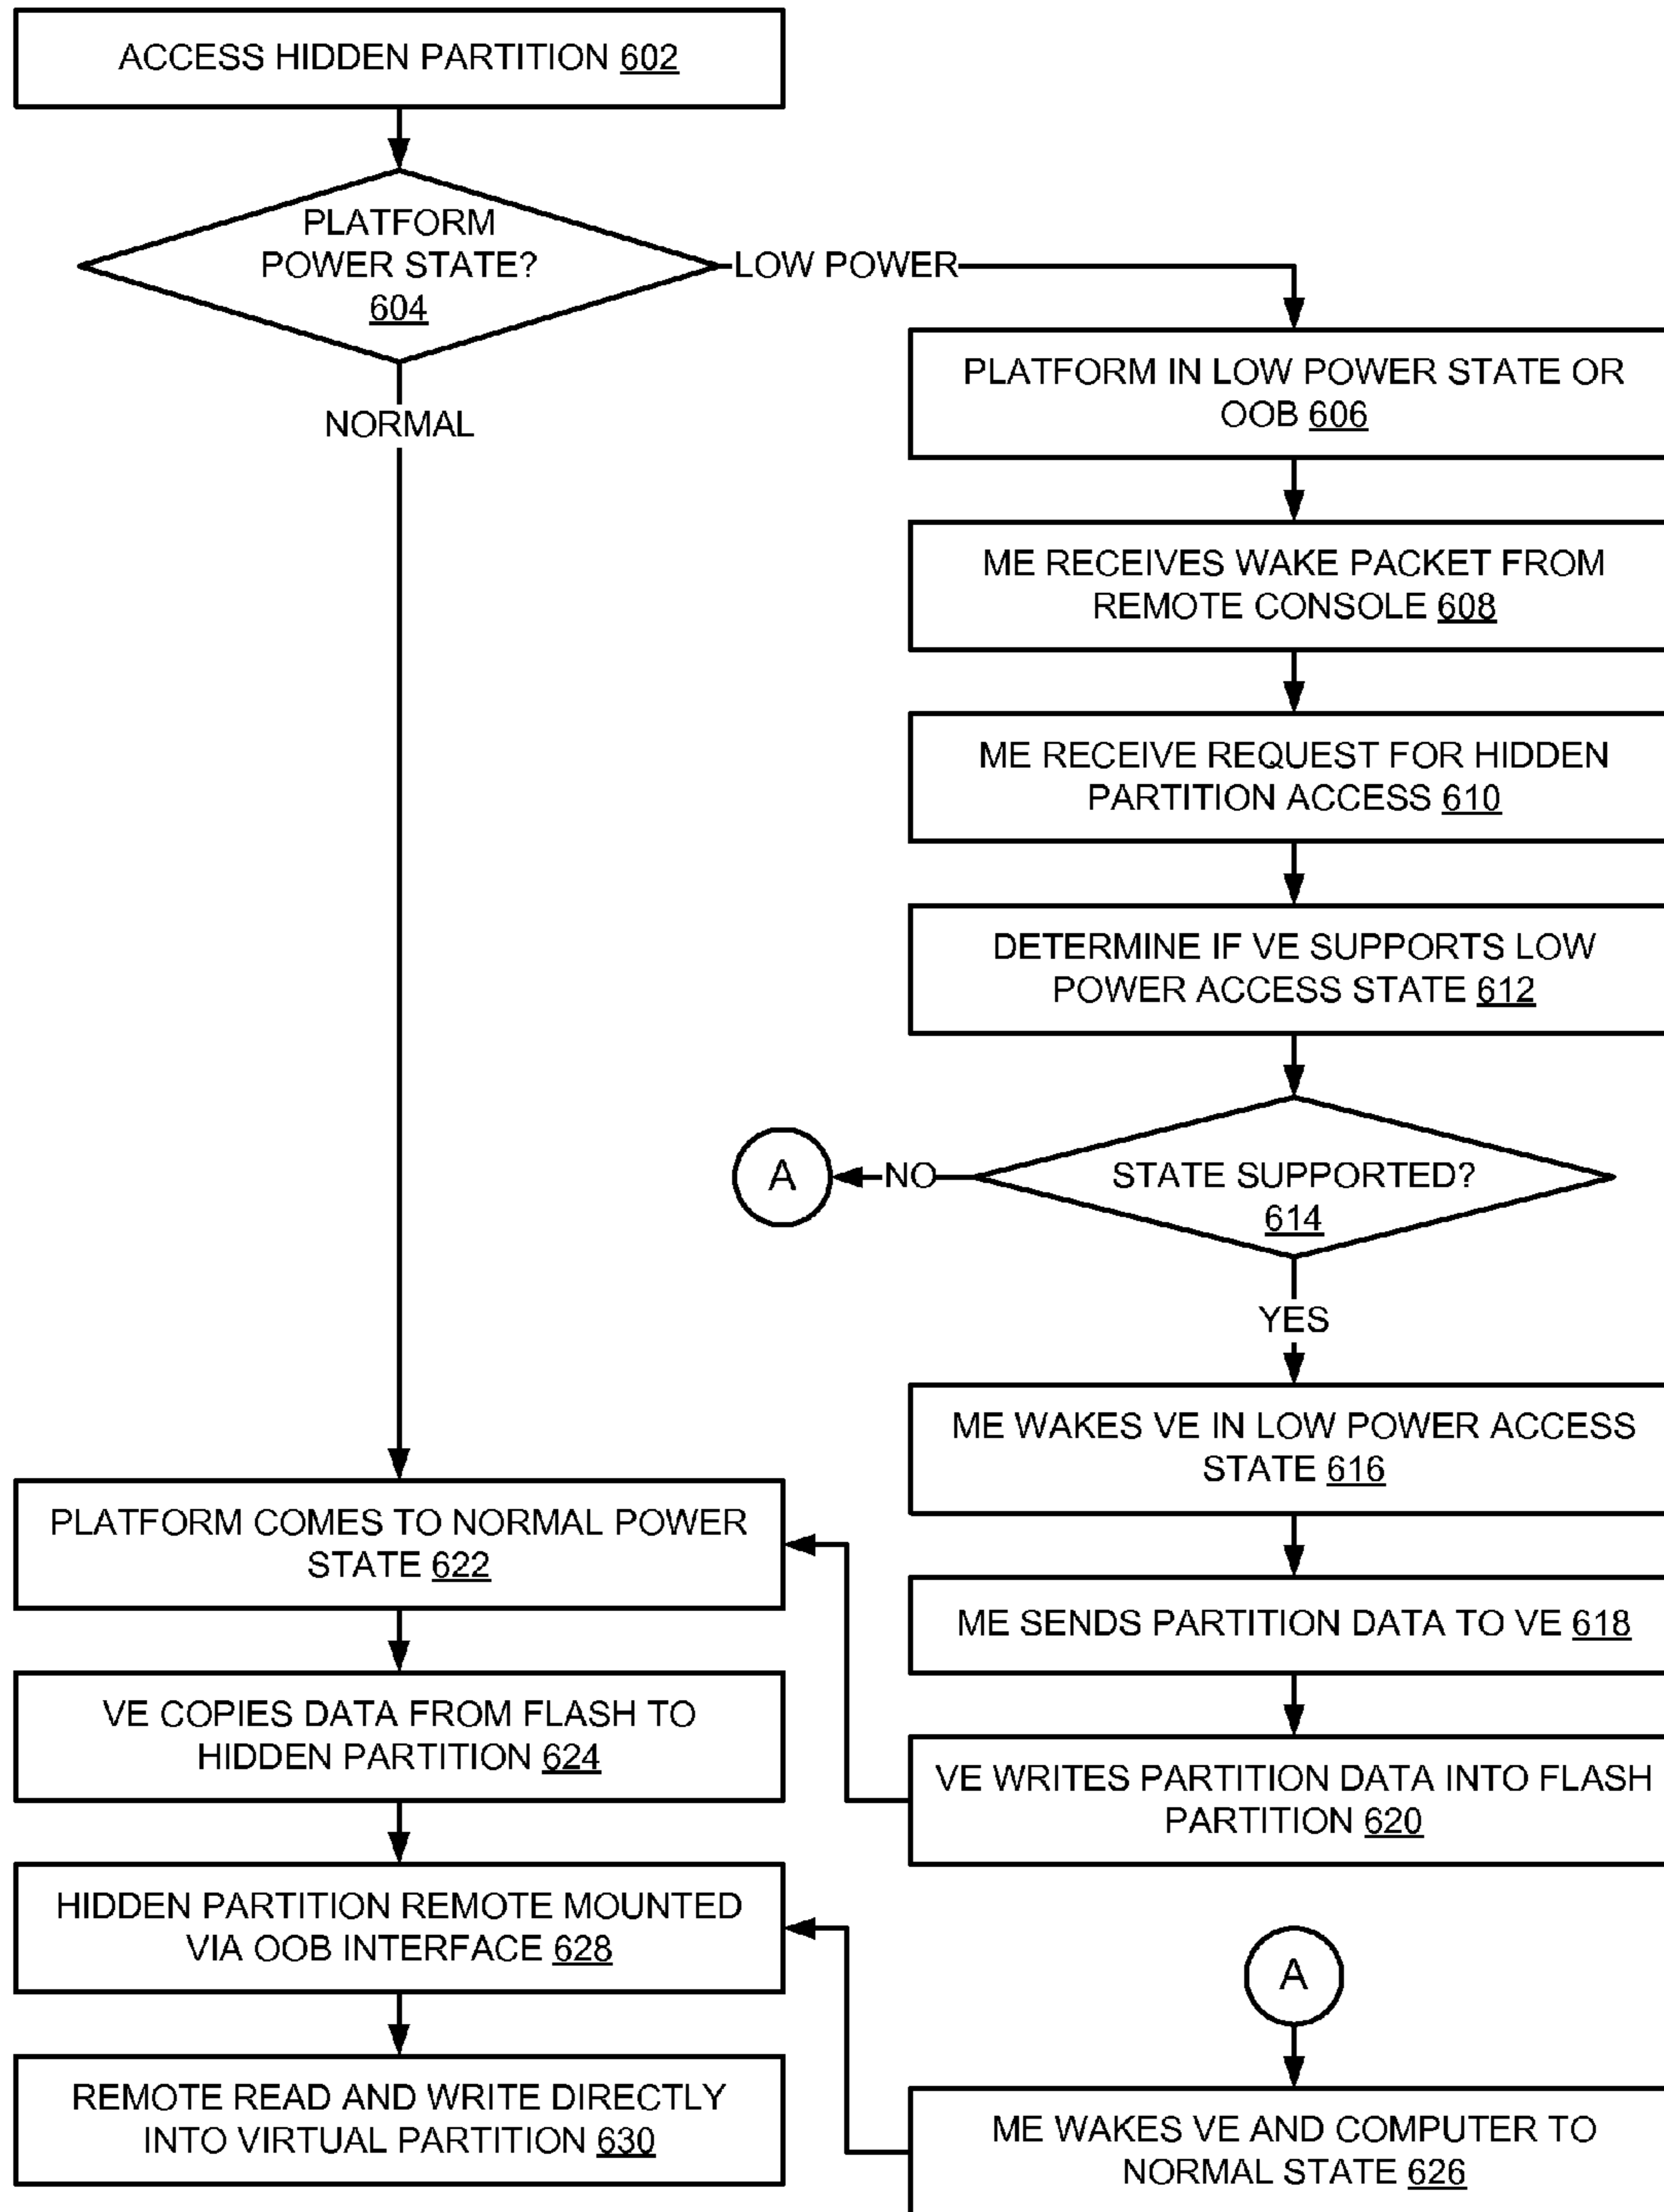 ACCESS HIDDEN PARTITION 602
PLATFORM
POWER STATE?
604
LOW POWER
NORMAL
PLATFORM IN LOW POWER STATE OR
OOB 606
ME RECEIVES WAKE PACKET FROM
REMOTE CONSOLE 608
ME RECEIVE REQUEST FOR HIDDEN
PARTITION ACCESS 610
DETERMINE IF VE SUPPORTS LOW
POWER ACCESS STATE 612
STATE SUPPORTED?
614
NO
A
YES
ME WAKES VE IN LOW POWER ACCESS
STATE 616
ME SENDS PARTITION DATA TO VE 618
VE WRITES PARTITION DATA INTO FLASH
PARTITION 620
PLATFORM COMES TO NORMAL POWER
STATE 622
VE COPIES DATA FROM FLASH TO
HIDDEN PARTITION 624
HIDDEN PARTITION REMOTE MOUNTED
VIA OOB INTERFACE 628
REMOTE READ AND WRITE DIRECTLY
INTO VIRTUAL PARTITION 630
A
ME WAKES VE AND COMPUTER TO
NORMAL STATE 626